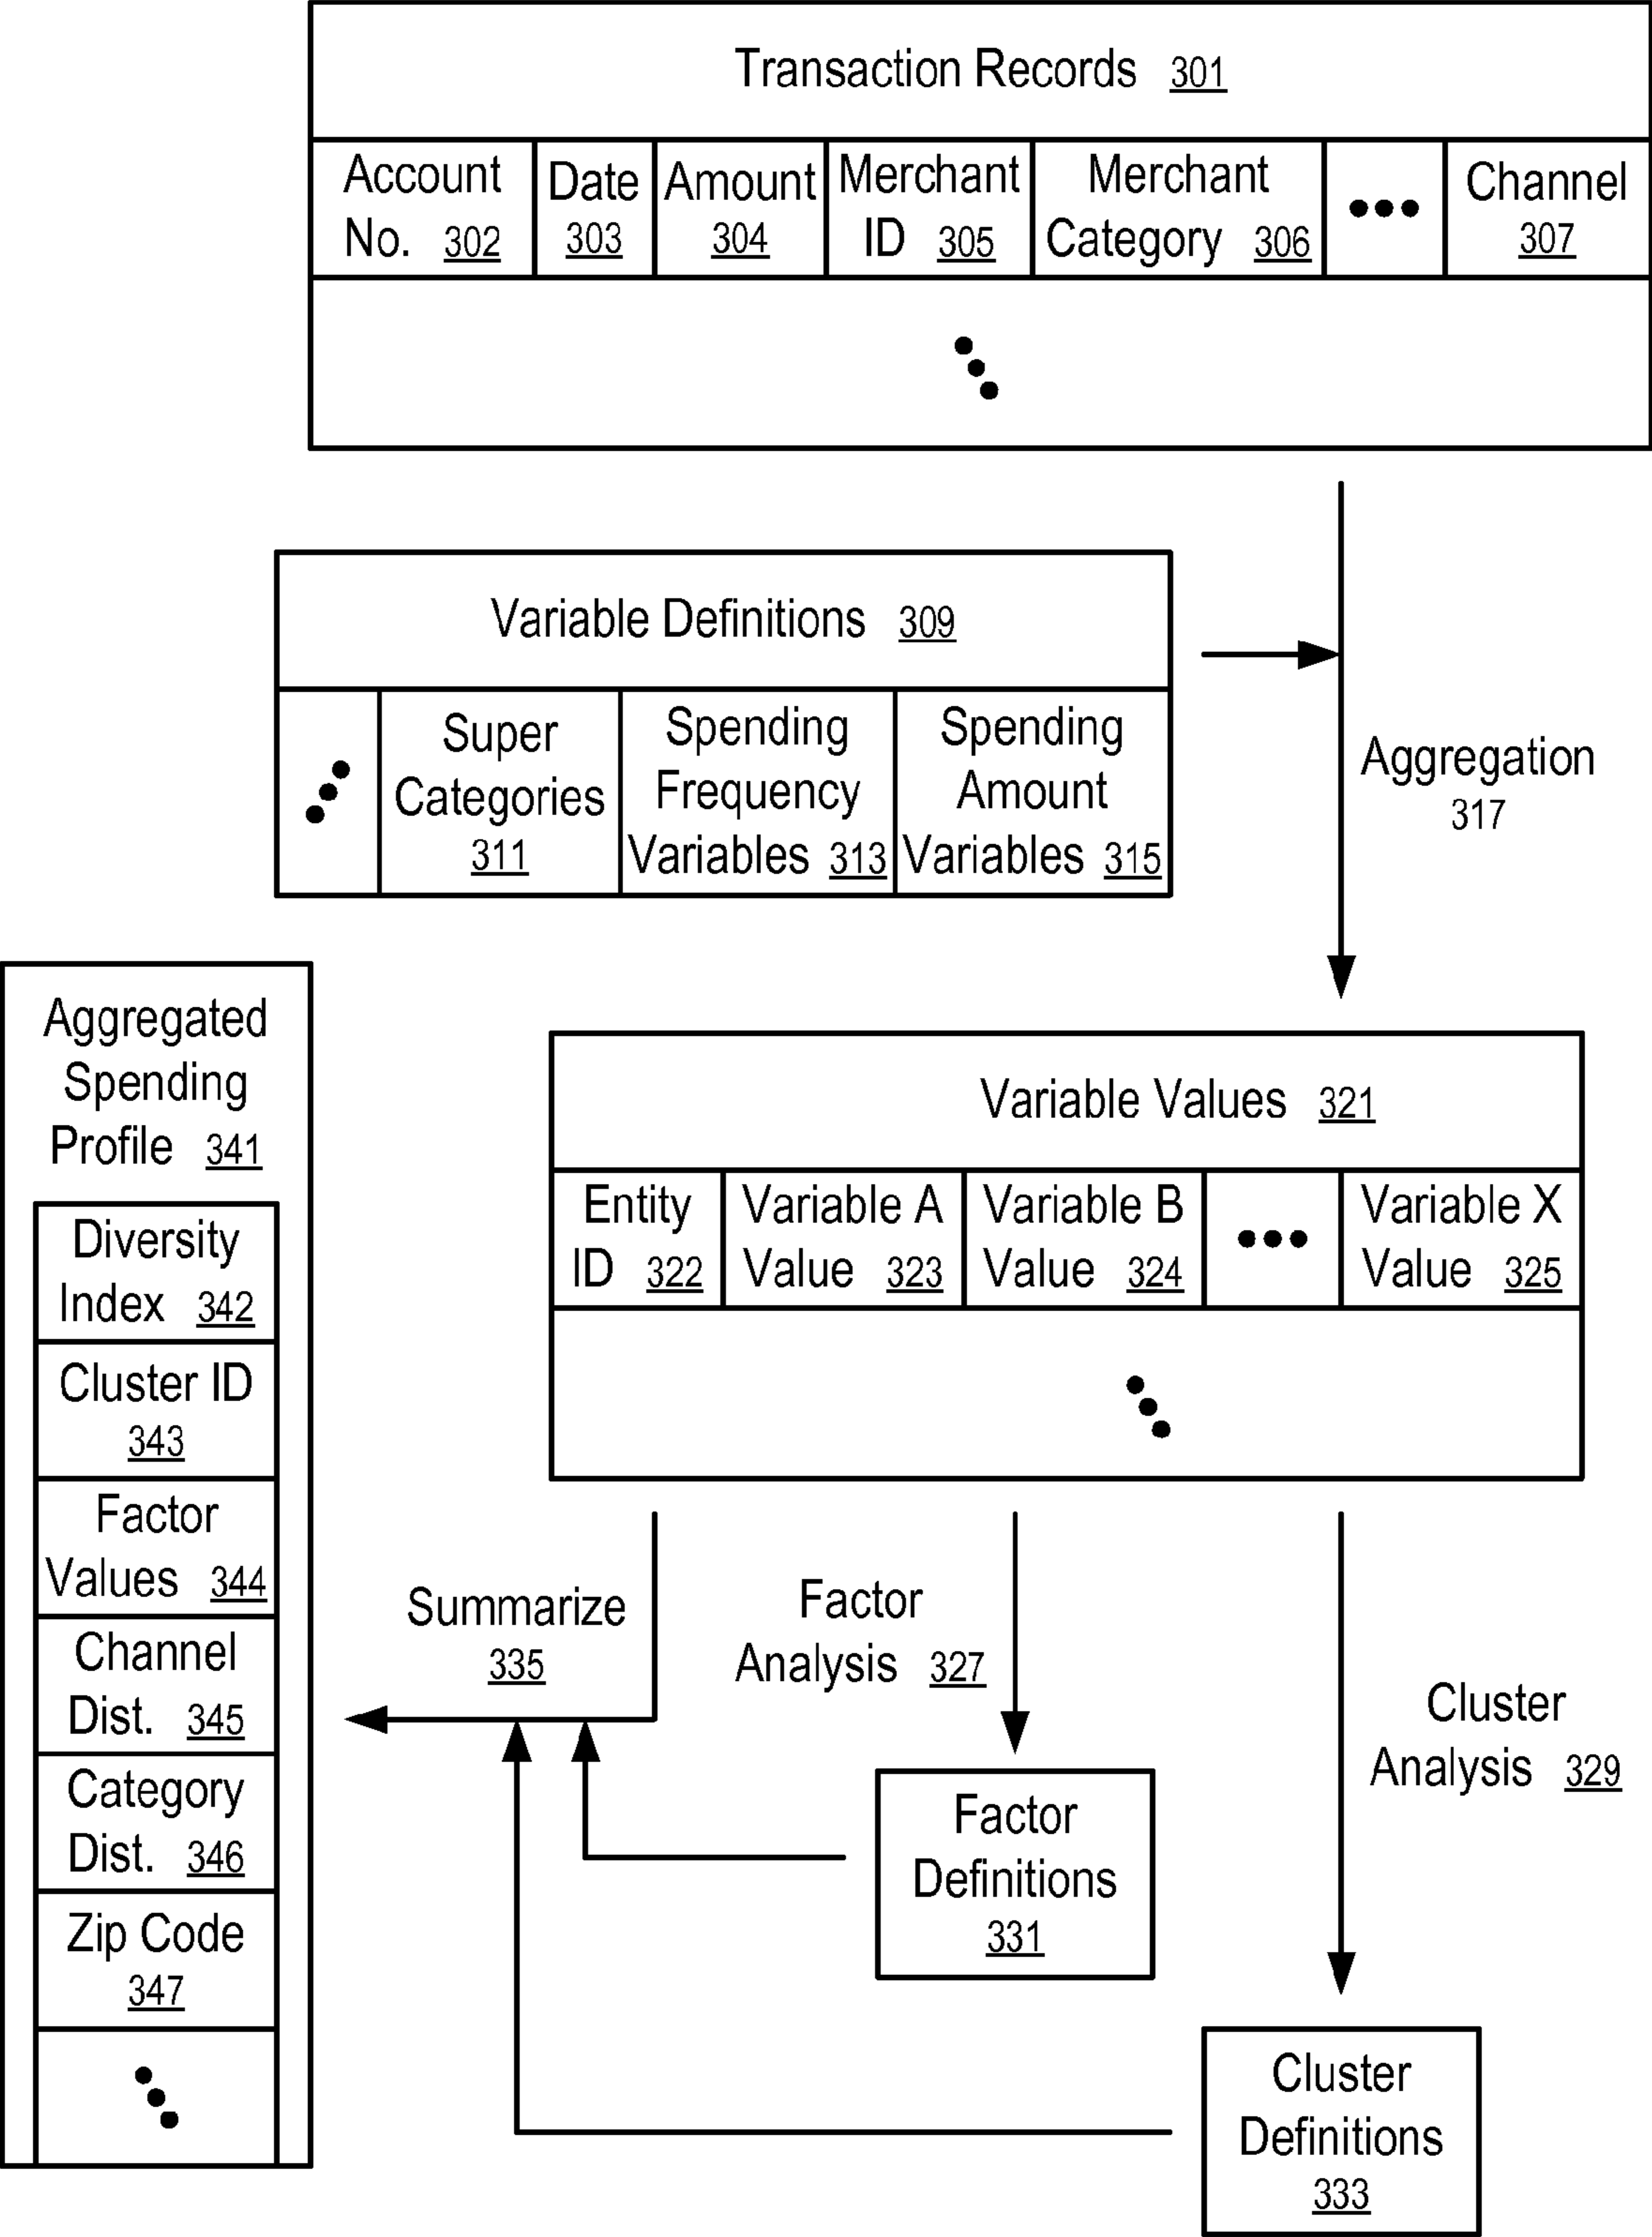 Transaction Records 301
Account
No. 302
Date
303
Amount
304
Merchant
ID 305
Merchant
Category 306
Channel
307
Variable Definitions 309
Super
Categories
311
Spending
Frequency
Variables 313
Spending
Amount
Variables 315
Aggregation
317
Aggregated
Spending
Profile 341
Diversity
Index 342
Cluster ID
343
Factor
Values 344
Channel
Dist. 345
Category
Dist. 346
Zip Code
347
Variable Values 321
Entity
ID 322
Variable A
Value 323
Variable B
Value 324
Variable X
Value 325
Summarize
335
Factor
Analysis 327
Cluster
Analysis 329
Factor
Definitions
331
Cluster
Definitions
333